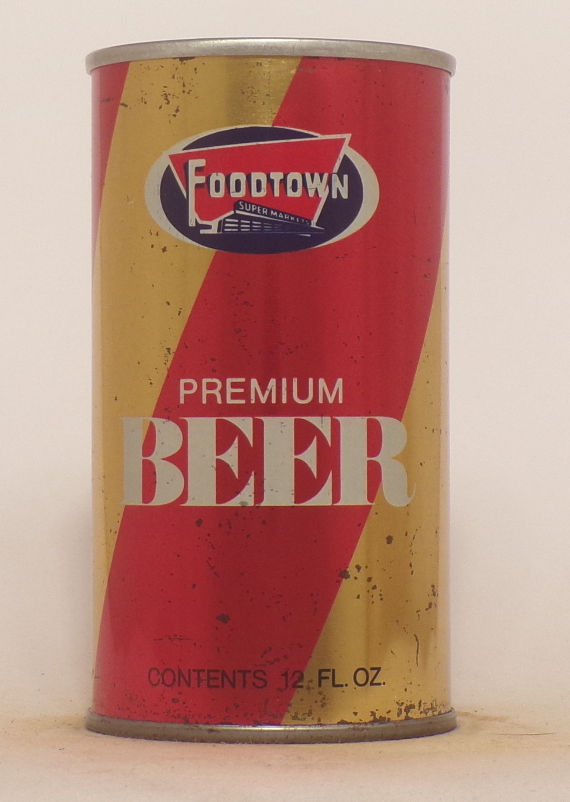 FOODTOWN
SUPER MARKETS
PREMIUM
BEER
CONTENTS 12 FL. OZ.